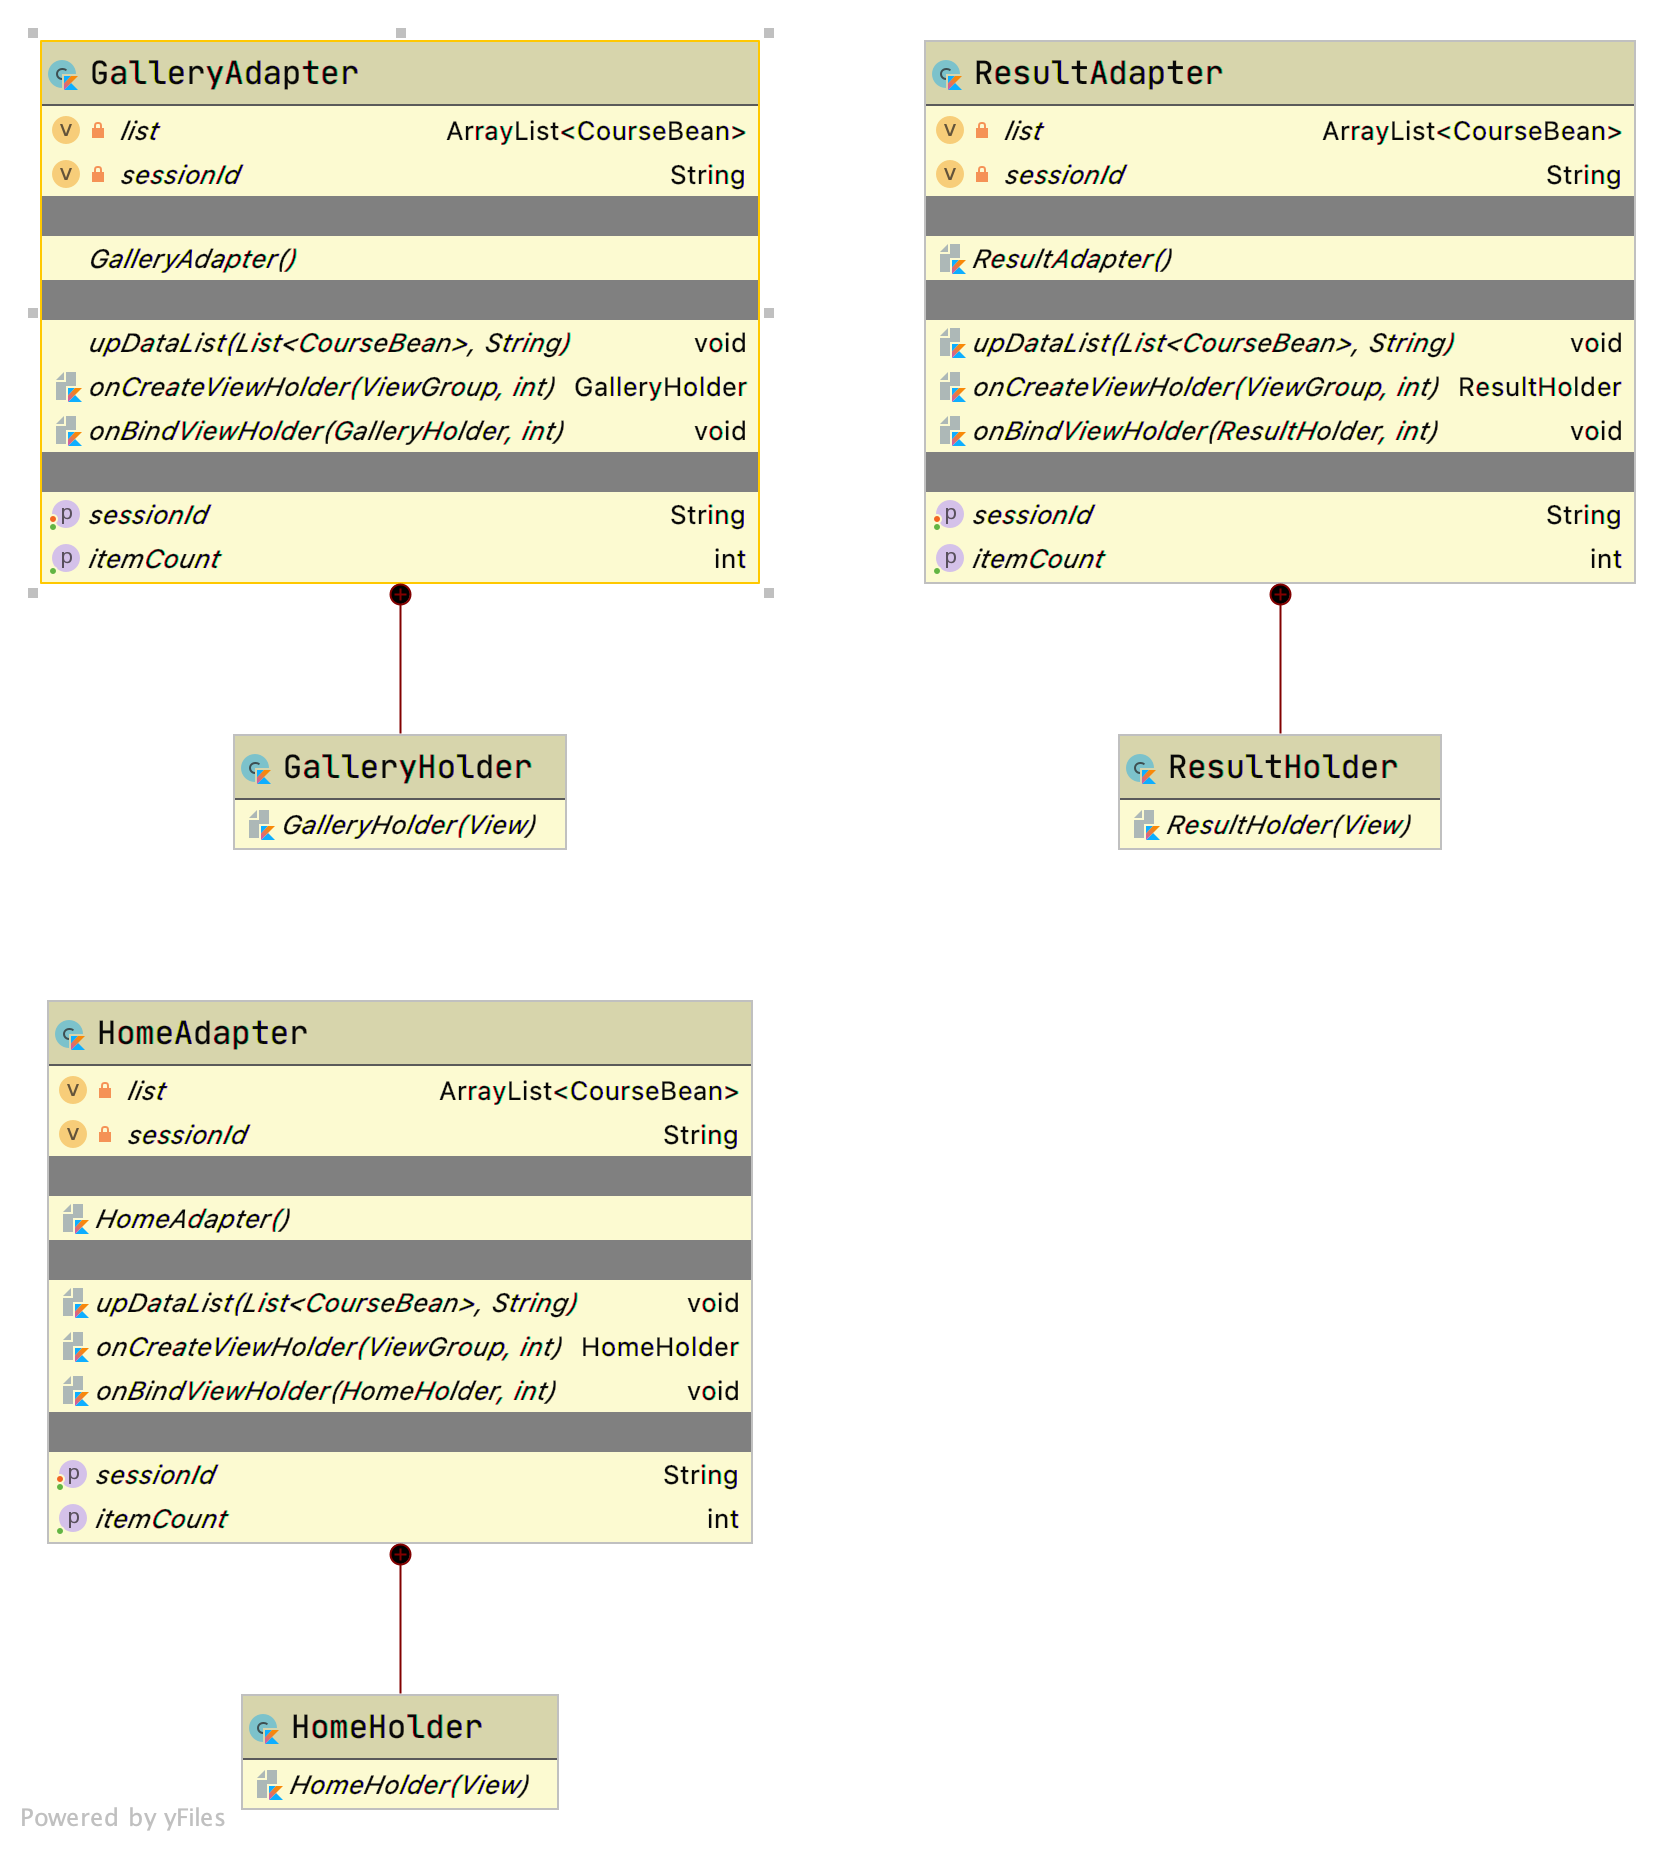 GalleryAdapter
list ArrayList<CourseBean>
sessionId String
GalleryAdapter()
upDataList(List<CourseBean>, String) void
onCreateViewHolder(ViewGroup, int) GalleryHolder
onBindViewHolder(GalleryHolder, int) void
sessionId String
itemCount int
GalleryHolder
GalleryHolder(View)
ResultAdapter
list ArrayList<CourseBean>
sessionId String
ResultAdapter()
upDataList(List<CourseBean>, String) void
onCreateViewHolder(ViewGroup, int) ResultHolder
onBindViewHolder(ResultHolder, int) void
sessionId String
itemCount int
ResultHolder
ResultHolder(View)
HomeAdapter
list ArrayList<CourseBean>
sessionId String
HomeAdapter()
upDataList(List<CourseBean>, String) void
onCreateViewHolder(ViewGroup, int) HomeHolder
onBindViewHolder(HomeHolder, int) void
sessionId String
itemCount int
HomeHolder
HomeHolder(View)
Powered by yFiles